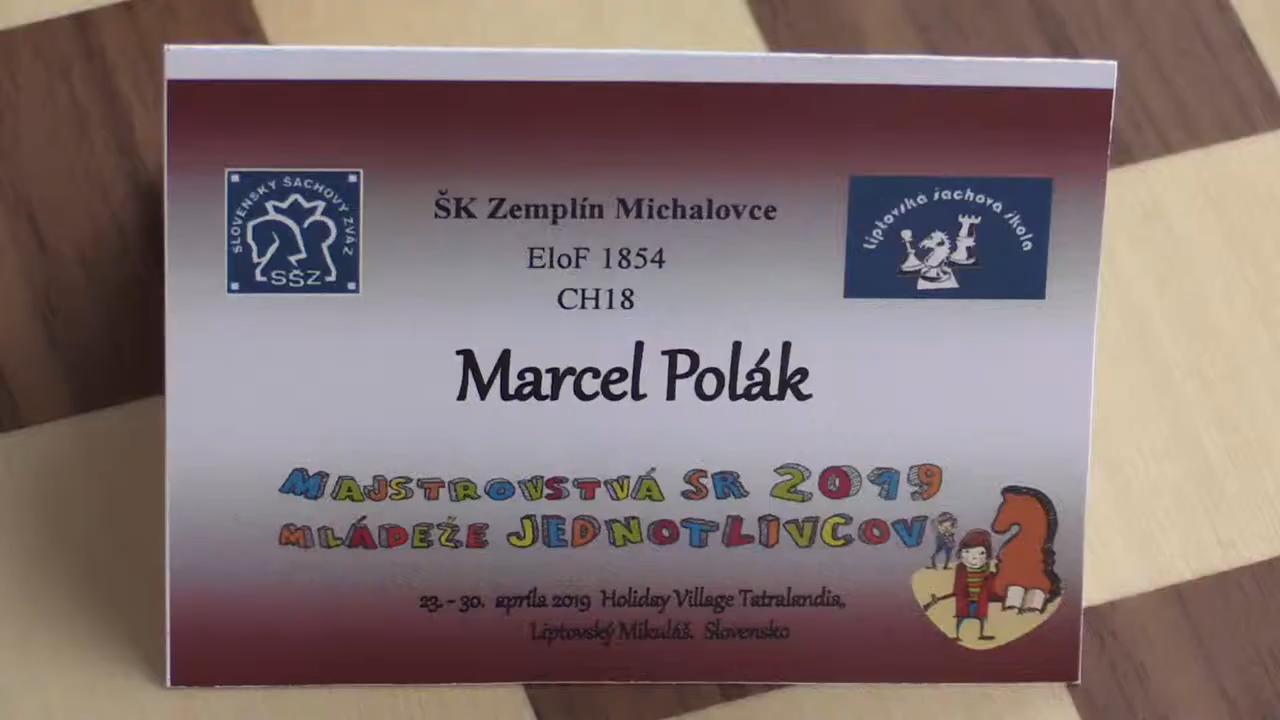 SLOVENSKÝ ŠACHOVÝ ZVÄZ
SŠZ
ŠK Zemplín Michalovce
EloF 1854
CH18
Liptovská šachová škola
Marcel Polák
MAJSTROVSTVÁ SR 2019
MLÁDEŽE JEDNOTLIVCOV
23. - 30. apríla 2019 Holiday Village Tatralandia,
Liptovský Mikuláš. Slovensko